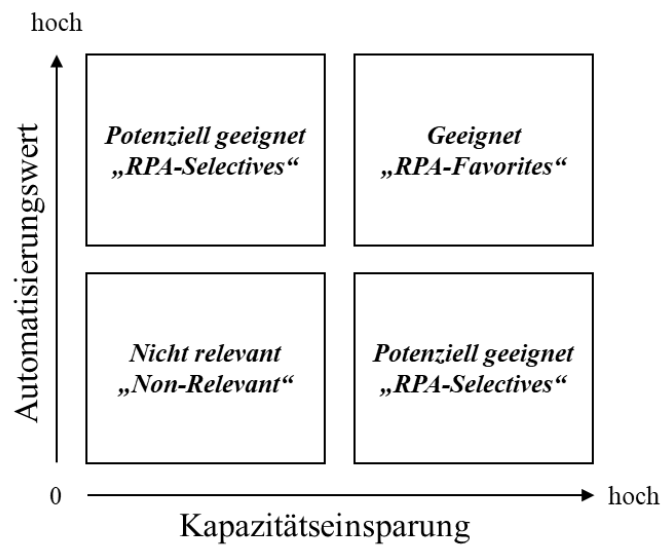 hoch
Automatisierungswert
Potenziell geeignet
„RPA-Selectives“
Geeignet
„RPA-Favorites“
Nicht relevant
„Non-Relevant“
Potenziell geeignet
„RPA-Selectives“
0
hoch
Kapazitätseinsparung